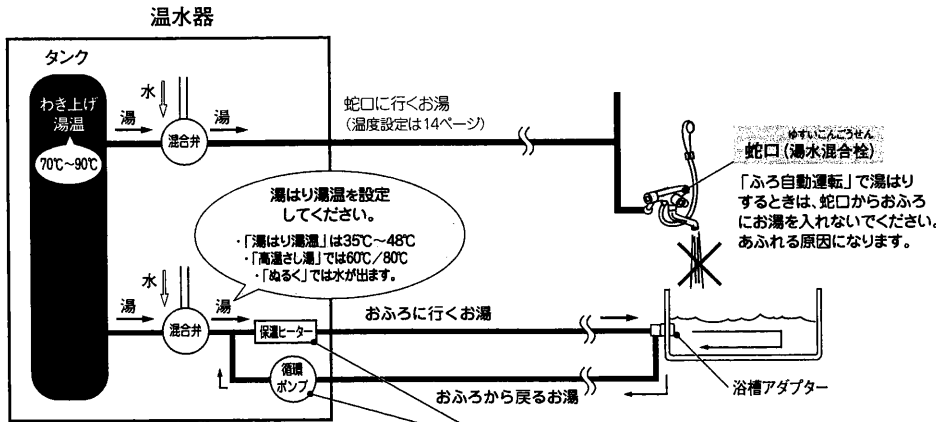 温水器
タンク
わき上げ
湯温
70℃～90℃
水
湯
湯
混合弁
蛇口に行くお湯
(温度設定は14ページ)
ゆすいこんごうせん
蛇口(湯水混合栓)
「ふろ自動運転」で湯はり
するときは、蛇口からおふろ
にお湯を入れないでください。
あふれる原因になります。
湯はり湯温を設定
してください。
・「湯はり湯温」は35℃～48℃
・「高温さし湯」では60℃/80℃
・「ぬるく」では水が出ます。
水
湯
湯
混合弁
保温ヒーター
おふろに行くお湯
循環
ポンプ
おふろから戻るお湯
浴槽アダプター